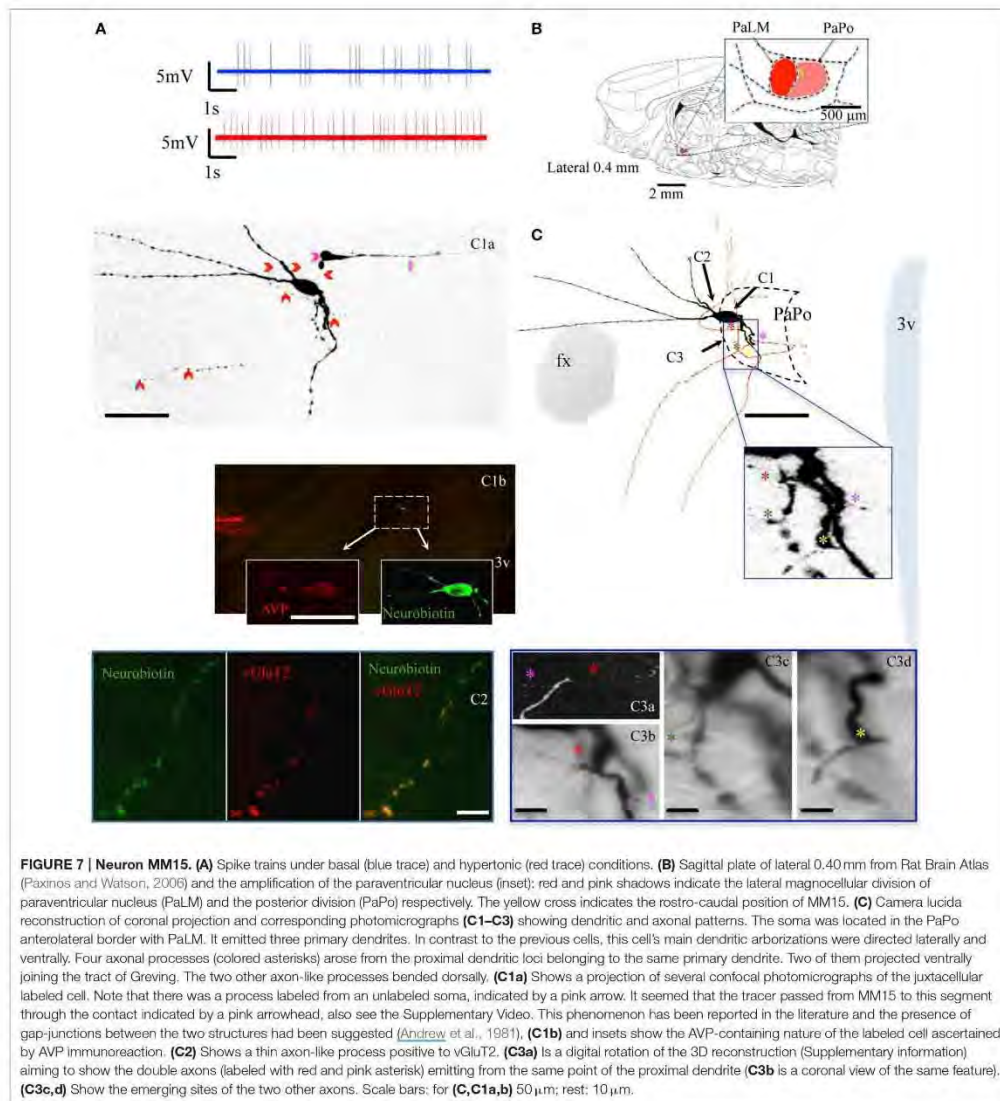 A
5mV
1s
5mV
1s
B
PaLM
PaPo
500 μm
Lateral 0.4 mm
2 mm
C1a
C
C2
C1
PaPo
C3
fx
3v
C1b
3v
AVP
Neurobiotin
Neurobiotin
vGluT2
Neurobiotin
vGluT2
C2
C3a
C3b
C3c
C3d
FIGURE 7 | Neuron MM15. (A) Spike trains under basal (blue trace) and hypertonic (red trace) conditions. (B) Sagittal plate of lateral 0.40 mm from Rat Brain Atlas
(Paxinos and Watson, 2006) and the amplification of the paraventricular nucleus (inset): red and pink shadows indicate the lateral magnocellular division of
paraventricular nucleus (PaLM) and the posterior division (PaPo) respectively. The yellow cross indicates the rostro-caudal position of MM15. (C) Camera lucida
reconstruction of coronal projection and corresponding photomicrographs (C1–C3) showing dendritic and axonal patterns. The soma was located in the PaPo
anterolateral border with PaLM. It emitted three primary dendrites. In contrast to the previous cells, this cell's main dendritic arborizations were directed laterally and
ventrally. Four axonal processes (colored asterisks) arose from the proximal dendritic loci belonging to the same primary dendrite. Two of them projected ventrally
joining the tract of Greving. The two other axon-like processes bended dorsally. (C1a) Shows a projection of several confocal photomicrographs of the juxtacellular
labeled cell. Note that there was a process labeled from an unlabeled soma, indicated by a pink arrow. It seemed that the tracer passed from MM15 to this segment
through the contact indicated by a pink arrowhead, also see the Supplementary Video. This phenomenon has been reported in the literature and the presence of
gap-junctions between the two structures had been suggested (Andrew et al., 1981), (C1b) and insets show the AVP-containing nature of the labeled cell ascertained
by AVP immunoreaction. (C2) Shows a thin axon-like process positive to vGluT2. (C3a) Is a digital rotation of the 3D reconstruction (Supplementary information)
aiming to show the double axons (labeled with red and pink asterisk) emitting from the same point of the proximal dendrite (C3b is a coronal view of the same feature).
(C3c,d) Show the emerging sites of the two other axons. Scale bars: for (C,C1a,b) 50 μm; rest: 10 μm.